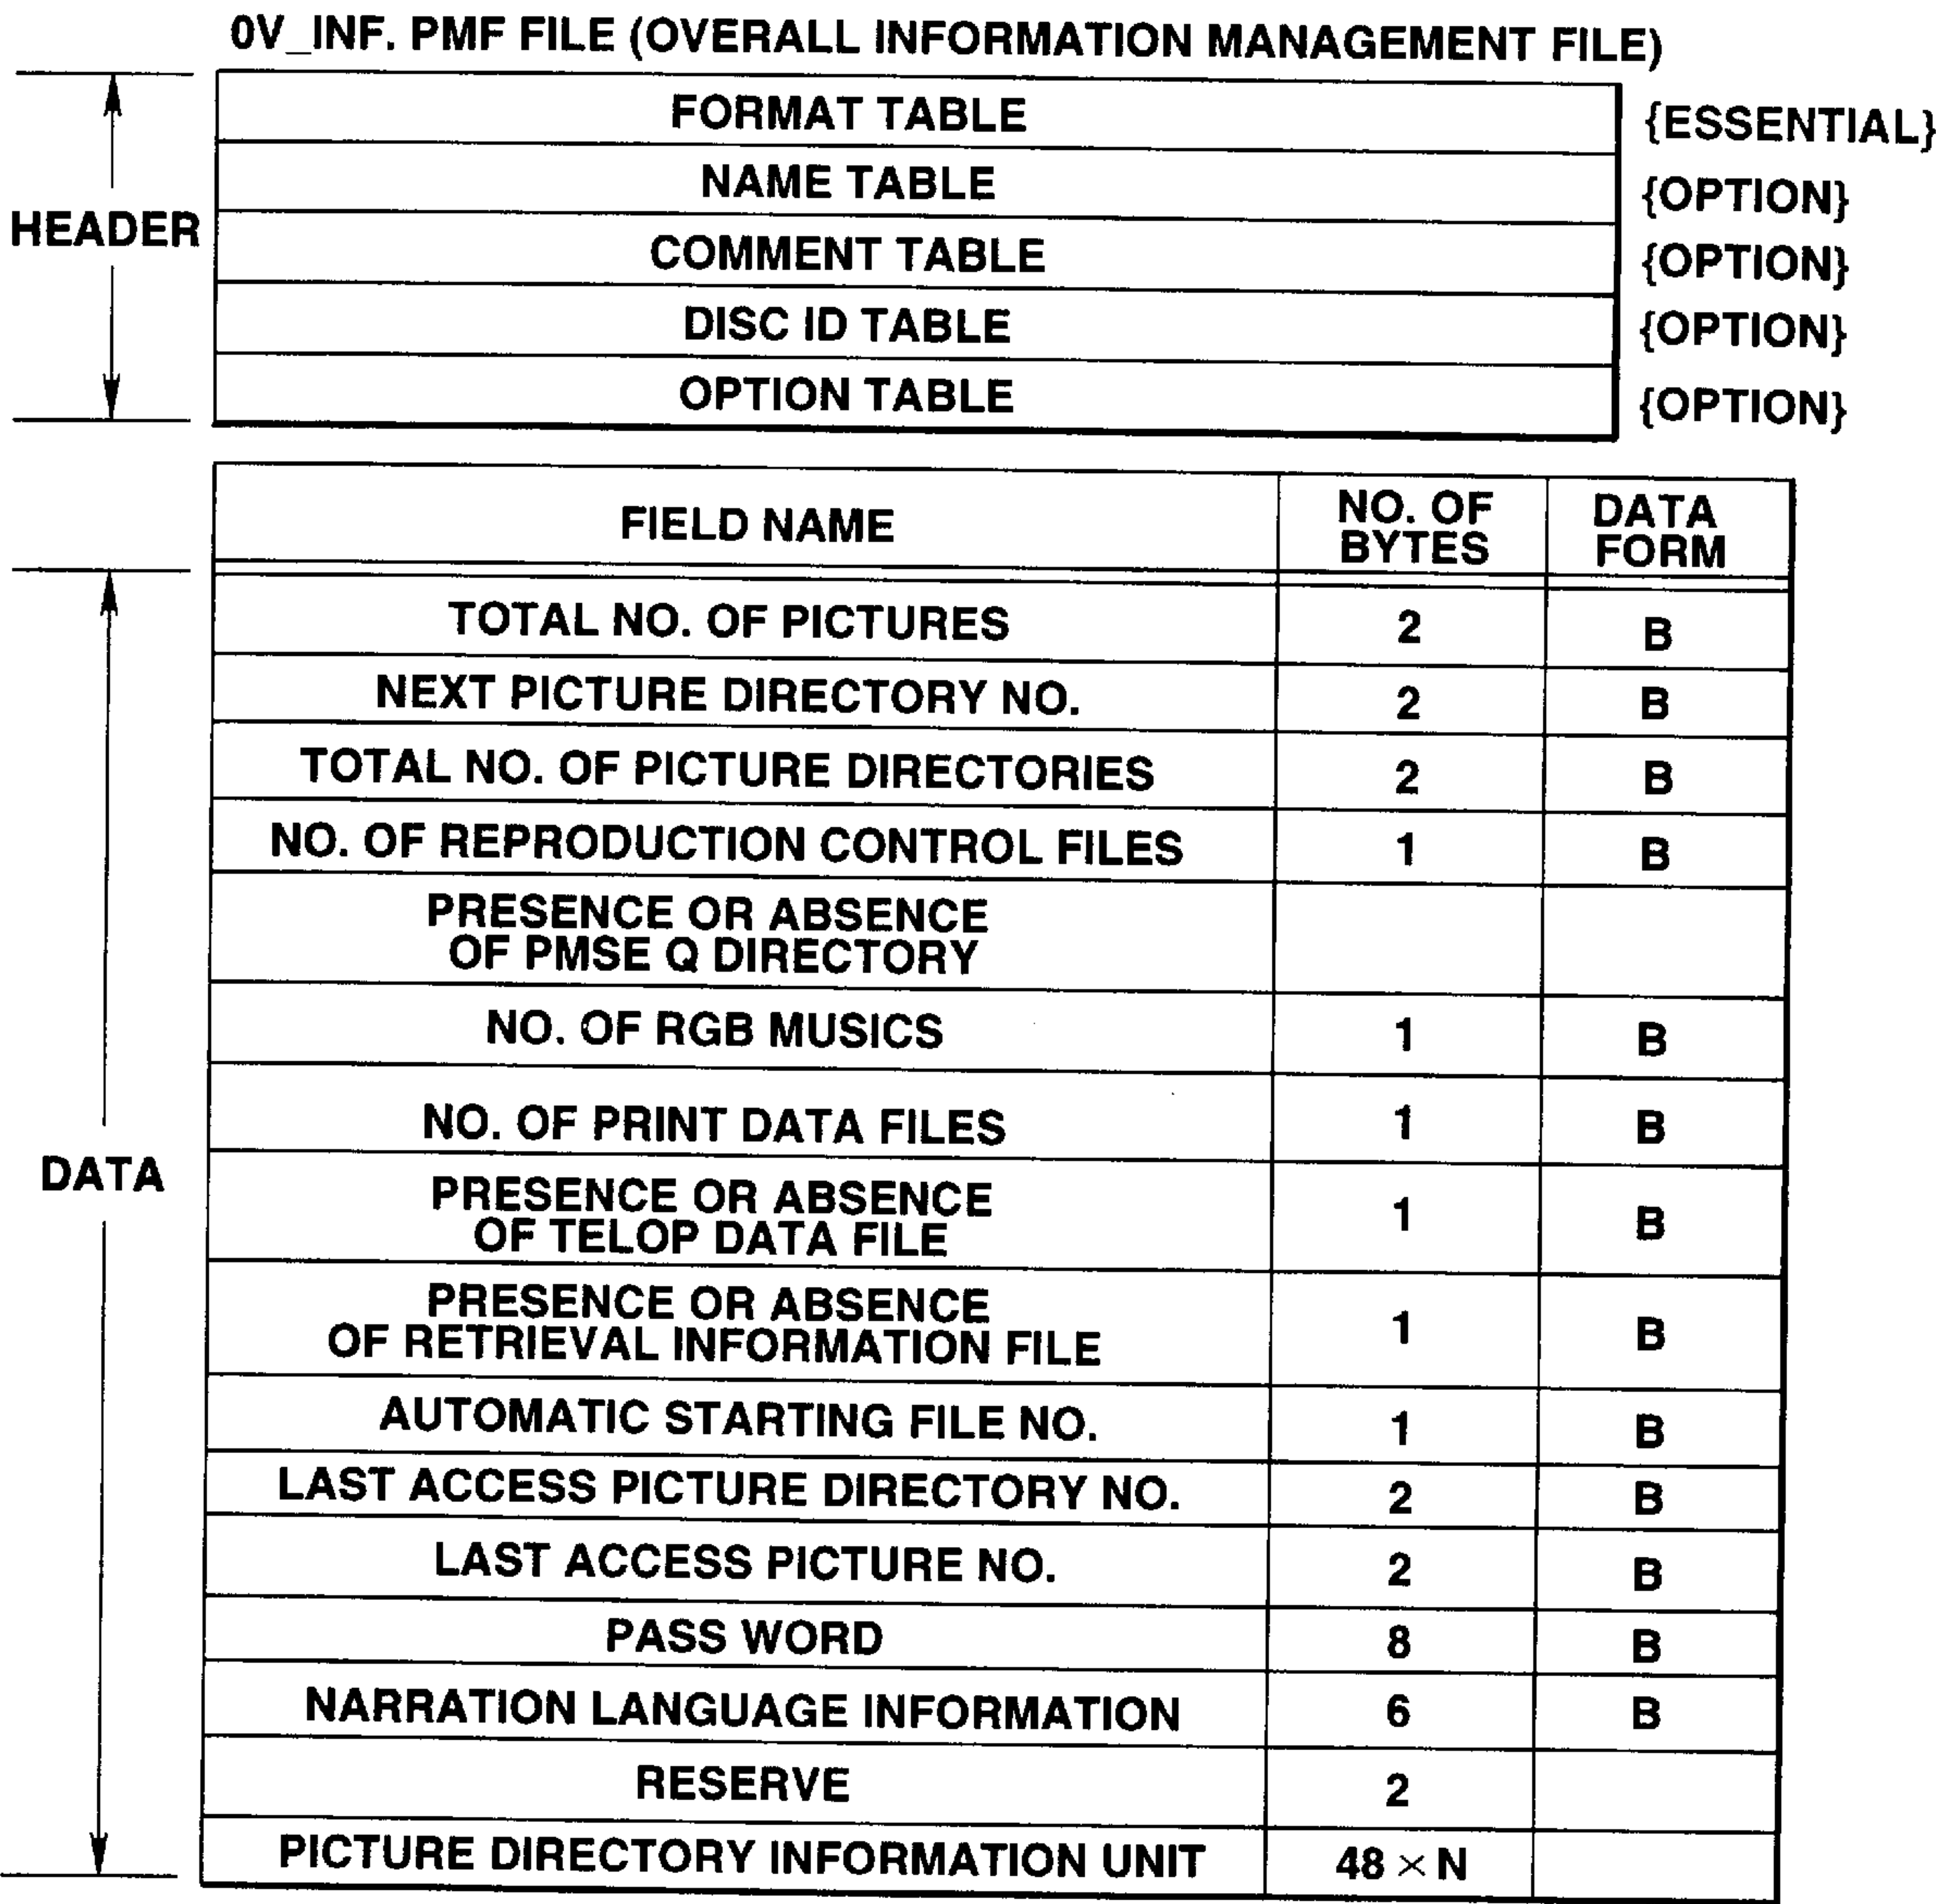 0V_INF. PMF FILE (OVERALL INFORMATION MANAGEMENT FILE)
FORMAT TABLE {ESSENTIAL}
NAME TABLE {OPTION}
HEADER
COMMENT TABLE {OPTION}
DISC ID TABLE {OPTION}
OPTION TABLE {OPTION}
FIELD NAME
NO. OF
BYTES
DATA
FORM
TOTAL NO. OF PICTURES 2 B
NEXT PICTURE DIRECTORY NO. 2 B
TOTAL NO. OF PICTURE DIRECTORIES 2 B
NO. OF REPRODUCTION CONTROL FILES 1 B
PRESENCE OR ABSENCE
OF PMSE Q DIRECTORY
NO. OF RGB MUSICS 1 B
NO. OF PRINT DATA FILES 1 B
DATA
PRESENCE OR ABSENCE
OF TELOP DATA FILE 1 B
PRESENCE OR ABSENCE
OF RETRIEVAL INFORMATION FILE 1 B
AUTOMATIC STARTING FILE NO. 1 B
LAST ACCESS PICTURE DIRECTORY NO. 2 B
LAST ACCESS PICTURE NO. 2 B
PASS WORD 8 B
NARRATION LANGUAGE INFORMATION 6 B
RESERVE 2
PICTURE DIRECTORY INFORMATION UNIT 48 × N